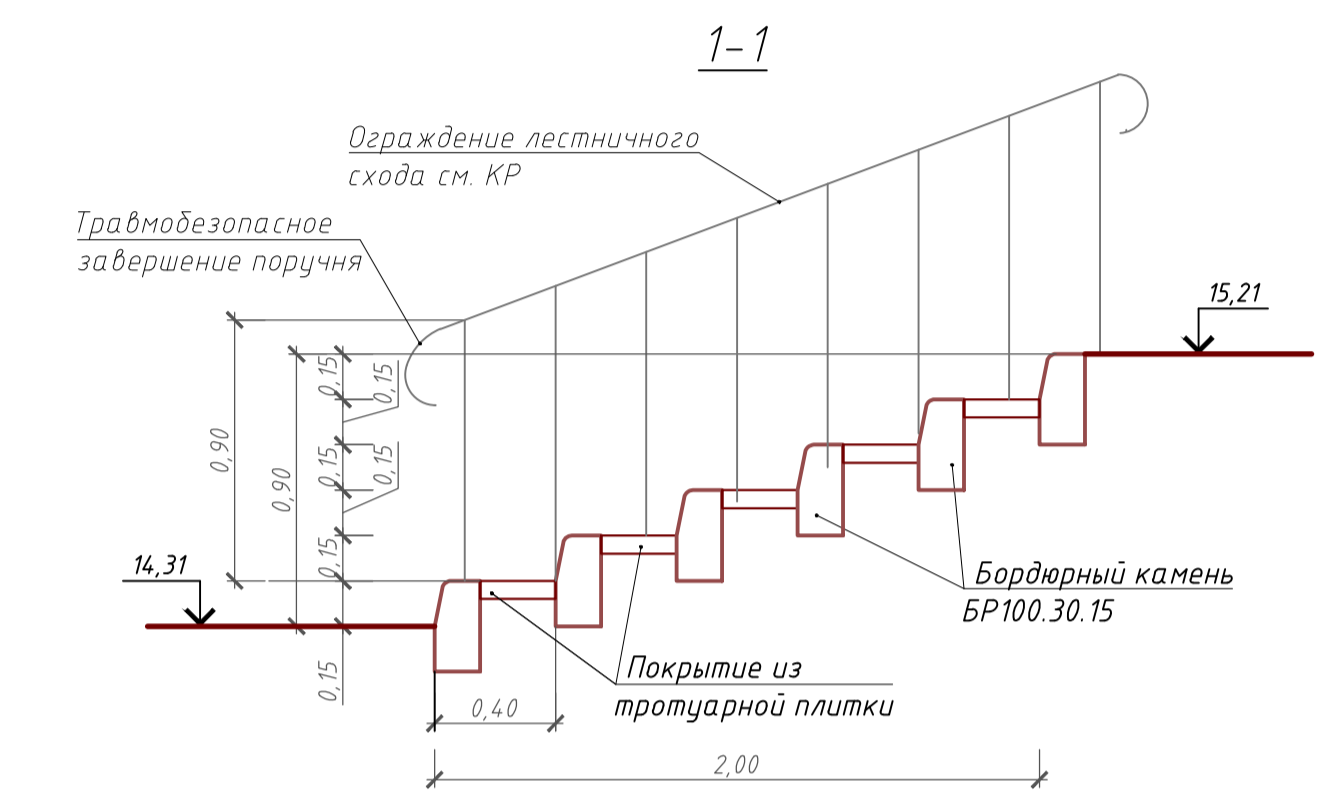 1-1
Ограждение лестничного
схода см. КР
Травмобезопасное
завершение поручня
15,21
0,15
0,15
0,90
0,90
0,15
0,15
0,15
14,31
0,15
Бордюрный камень
БР100.30.15
Покрытие из
тротуарной плитки
0,40
2,00